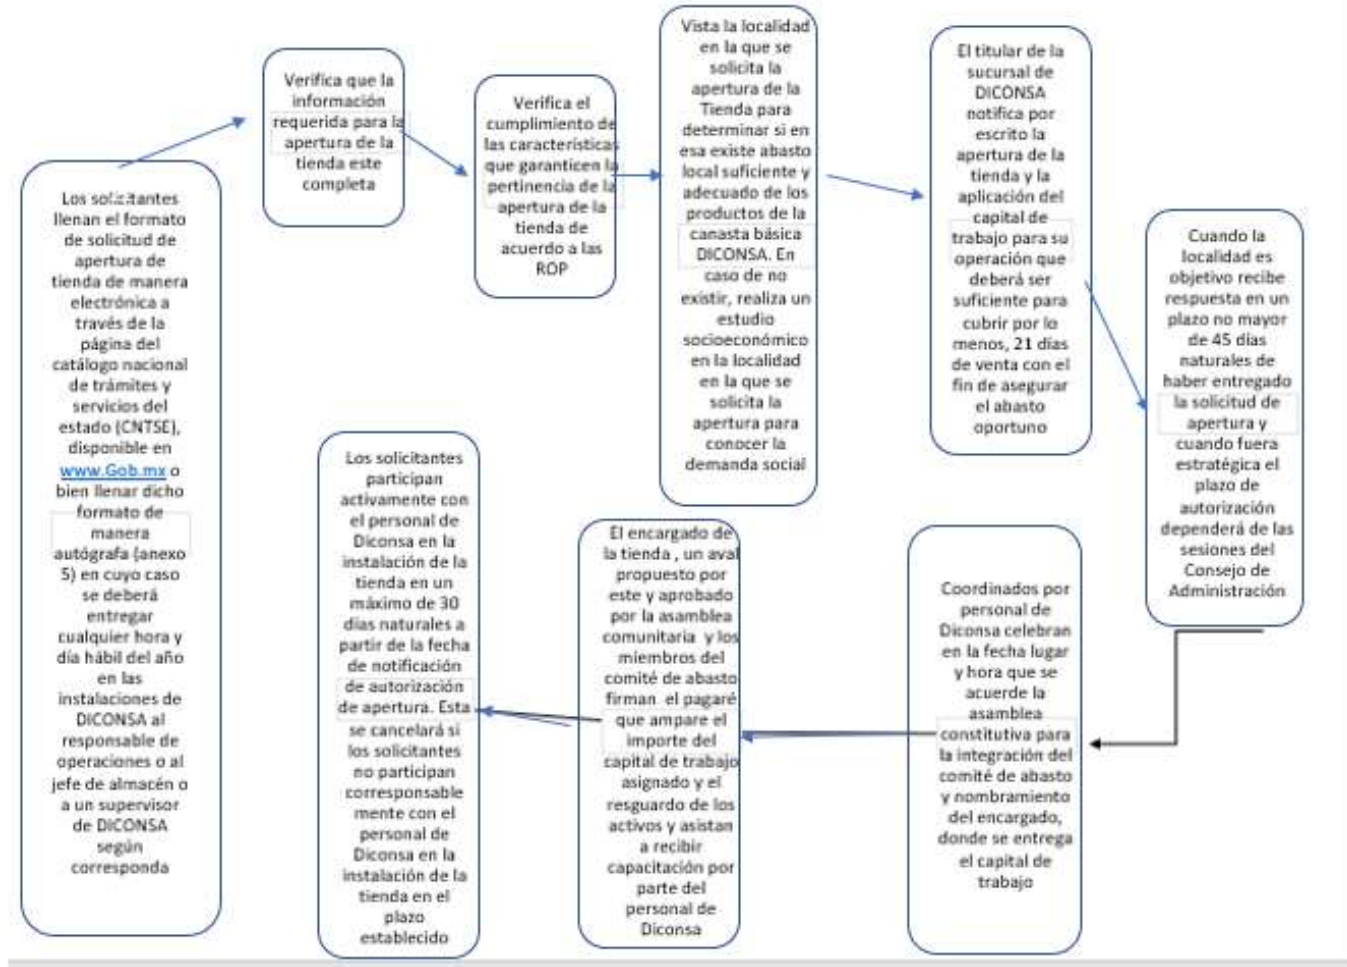 Los solicitantes
llenan el formato
de solicitud de
apertura de
tienda de manera
electrónica a
través de la
página del
catálogo nacional
de trámites y
servicios del
estado (CNTSE),
disponible en
www.Gob.mx o
bien llenar dicho
formato de
manera
autógrafa (anexo
5) en cuyo caso
se deberá
entregar
cualquier hora y
día hábil del año
en las
instalaciones de
DICONSA al
responsable de
operaciones o al
jefe de almacén o
a un supervisor
de DICONSA
según
corresponda
Verifica que la
información
requerida para la
apertura de la
tienda este
completa
Verifica el
cumplimiento de
las características
que garanticen la
pertinencia de la
apertura de la
tienda de
acuerdo a las
ROP
Vista la localidad
en la que se
solicita la
apertura de la
Tienda para
determinar si en
esa existe abasto
local suficiente y
adecuado de los
productos de la
canasta básica
DICONSA. En
caso de no
existir, realiza un
estudio
socioeconómico
en la localidad
en la que se
solicita la
apertura para
conocer la
demanda social
El titular de la
sucursal de
DICONSA
notifica por
escrito la
apertura de la
tienda y la
aplicación del
capital de
trabajo para su
operación que
deberá ser
suficiente para
cubrir por lo
menos, 21 días
de venta con el
fin de asegurar
el abasto
oportuno
Cuando la
localidad es
objetivo recibe
respuesta en un
plazo no mayor
de 45 días
naturales de
haber entregado
la solicitud de
apertura y
cuando fuera
estratégica el
plazo de
autorización
dependerá de las
sesiones del
Consejo de
Administración
Coordinados por
personal de
Diconsa celebran
en la fecha lugar
y hora que se
acuerde la
asamblea
constitutiva para
la integración del
comité de abasto
y nombramiento
del encargado,
donde se entrega
el capital de
trabajo
El encargado de
la tienda , un aval
propuesto por
este y aprobado
por la asamblea
comunitaria y los
miembros del
comité de abasto
firman el pagaré
que ampare el
importe del
capital de trabajo
asignado y el
resguardo de los
activos y asistan
a recibir
capacitación por
parte del
personal de
Diconsa
Los solicitantes
participan
activamente con
el personal de
Diconsa en la
instalación de la
tienda en un
máximo de 30
días naturales a
partir de la fecha
de notificación
de autorización
de apertura. Esta
se cancelará si
los solicitantes
no participan
corresponsable
mente con el
personal de
Diconsa en la
instalación de la
tienda en el
plazo
establecido